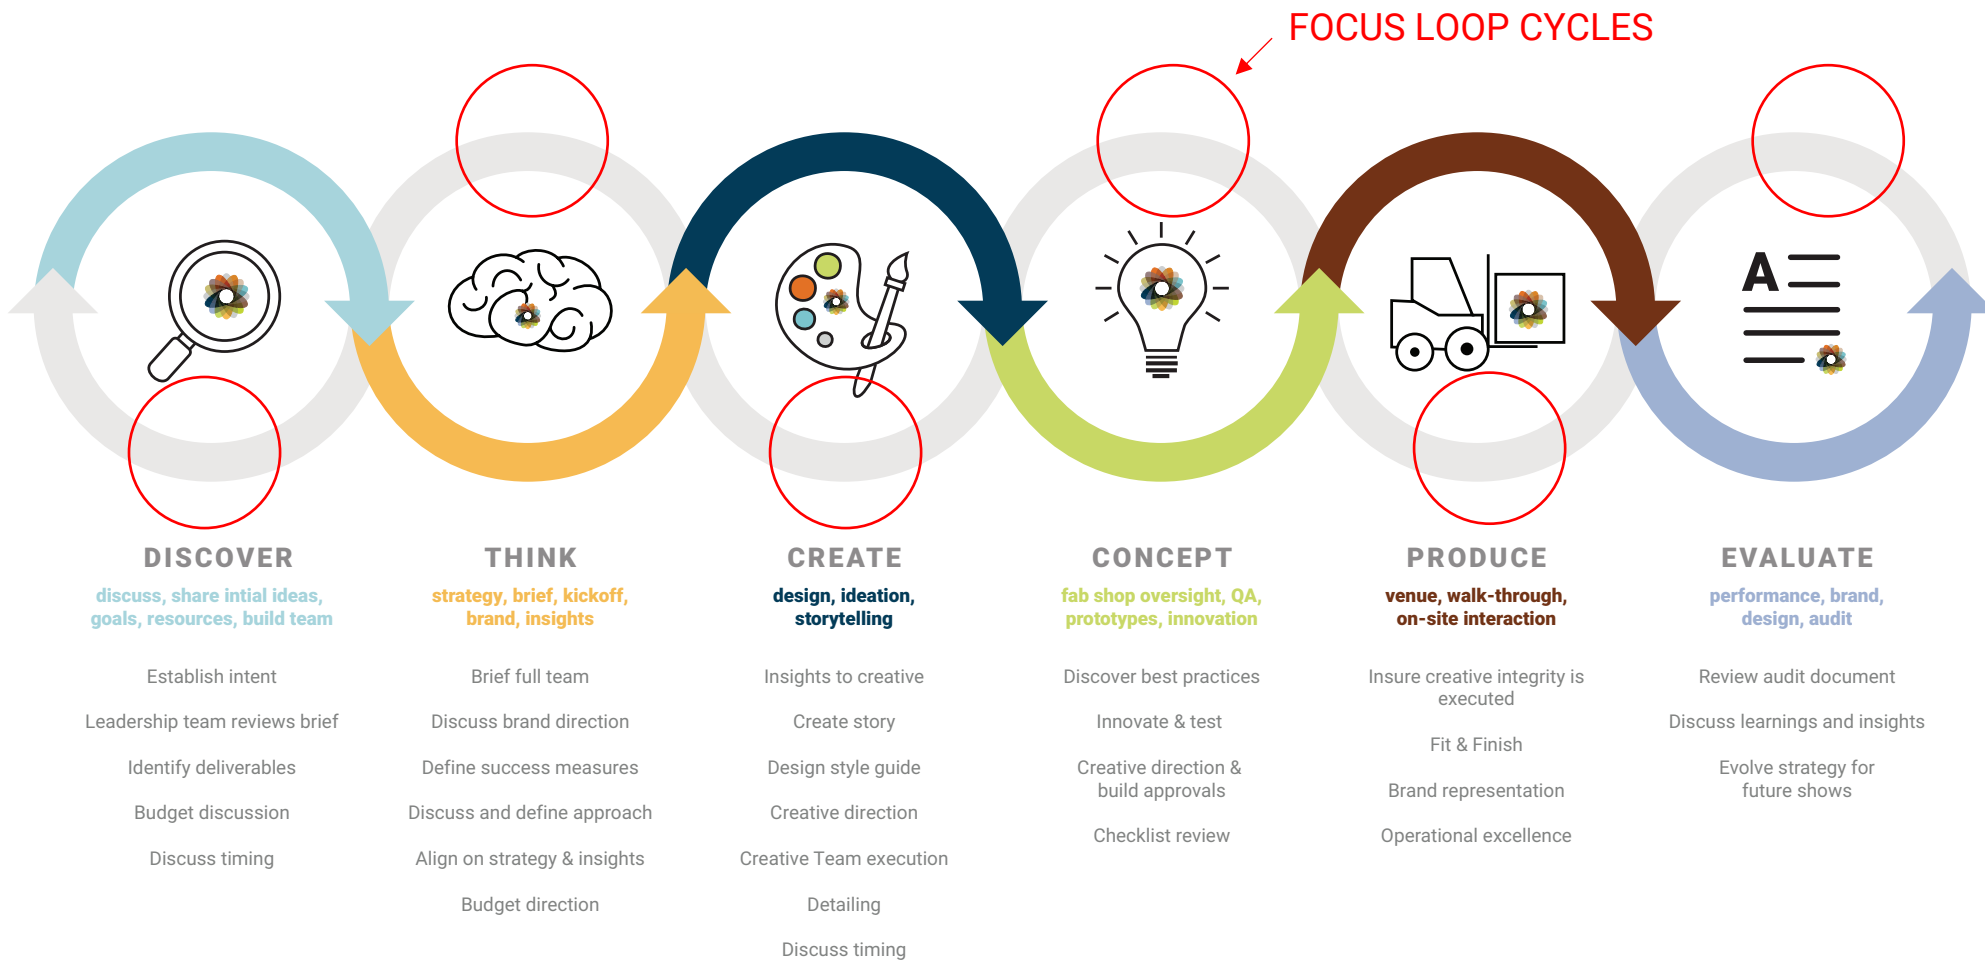 FOCUS LOOP CYCLES
A
DISCOVER
discuss, share intial ideas,
goals, resources, build team
Establish intent
Leadership team reviews brief
Identify deliverables
Budget discussion
Discuss timing
THINK
strategy, brief, kickoff,
brand, insights
Brief full team
Discuss brand direction
Define success measures
Discuss and define approach
Align on strategy & insights
Budget direction
CREATE
design, ideation,
storytelling
Insights to creative
Create story
Design style guide
Creative direction
Creative Team execution
Detailing
Discuss timing
CONCEPT
fab shop oversight, QA,
prototypes, innovation
Discover best practices
Innovate & test
Creative direction &
build approvals
Checklist review
PRODUCE
venue, walk-through,
on-site interaction
Insure creative integrity is
executed
Fit & Finish
Brand representation
Operational excellence
EVALUATE
performance, brand,
design, audit
Review audit document
Discuss learnings and insights
Evolve strategy for
future shows